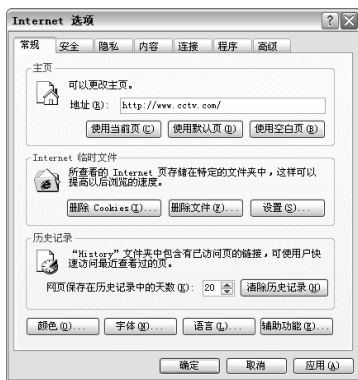 Internet 选项
常规 安全 隐私 内容 连接 程序 高级
主页
可以更改主页。
地址(R): http://www.cctv.com/
使用当前页(C) 使用默认页(D) 使用空白页(B)
Internet 临时文件
所查看的 Internet 页存储在特定的文件夹中，这样可以
提高以后浏览的速度。
删除 Cookies(I)... 删除文件(F)... 设置(S)...
历史记录
“History”文件夹中包含有已访问页的链接，可使用户快
速访问最近查看过的页。
网页保存在历史记录中的天数(K): 20 清除历史记录(H)
颜色(O)... 字体(N)... 语言(L)... 辅助功能(E)...
确定 取消 应用(A)